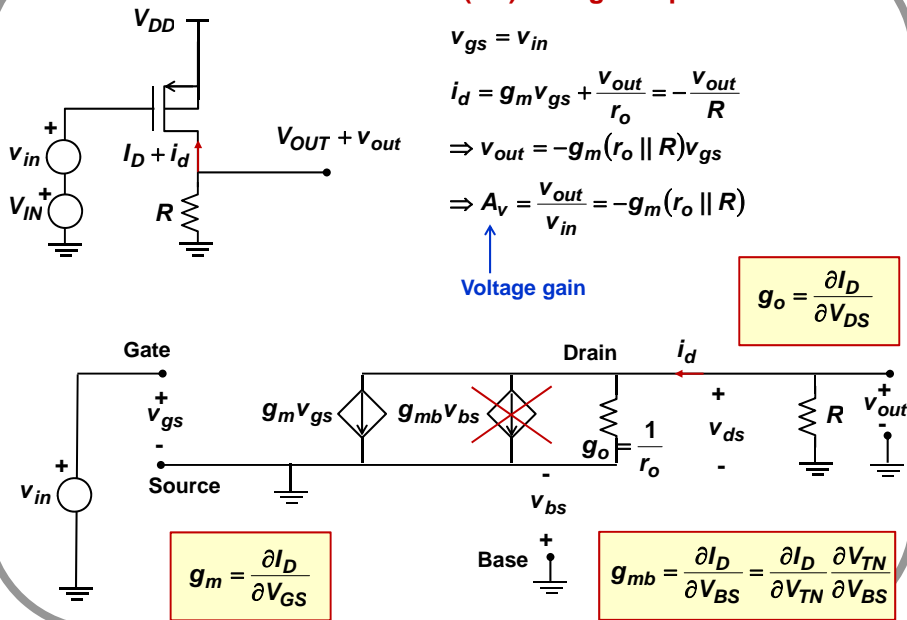 V_DD
v_in
V_IN
I_D + i_d
V_OUT + v_out
R
v_gs = v_in
i_d = g_m v_gs + v_out / r_o = − v_out / R
⇒ v_out = −g_m (r_o || R) v_gs
⇒ A_v = v_out / v_in = −g_m (r_o || R)
Voltage gain
g_o = ∂I_D / ∂V_DS
Gate
Drain
i_d
+
v_gs
-
g_m v_gs
g_mb v_bs
g_o = 1 / r_o
+
v_ds
-
R
+
v_out
-
+
v_in
Source
-
v_bs
+
Base
g_m = ∂I_D / ∂V_GS
g_mb = ∂I_D / ∂V_BS = ∂I_D / ∂V_TN ∂V_TN / ∂V_BS